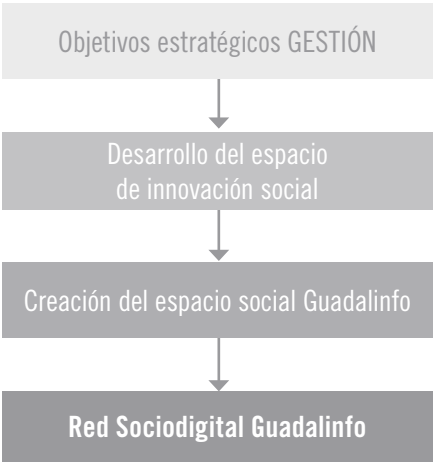 Objetivos estratégicos GESTIÓN
Desarrollo del espacio
de innovación social
Creación del espacio social Guadalinfo
Red Sociodigital Guadalinfo